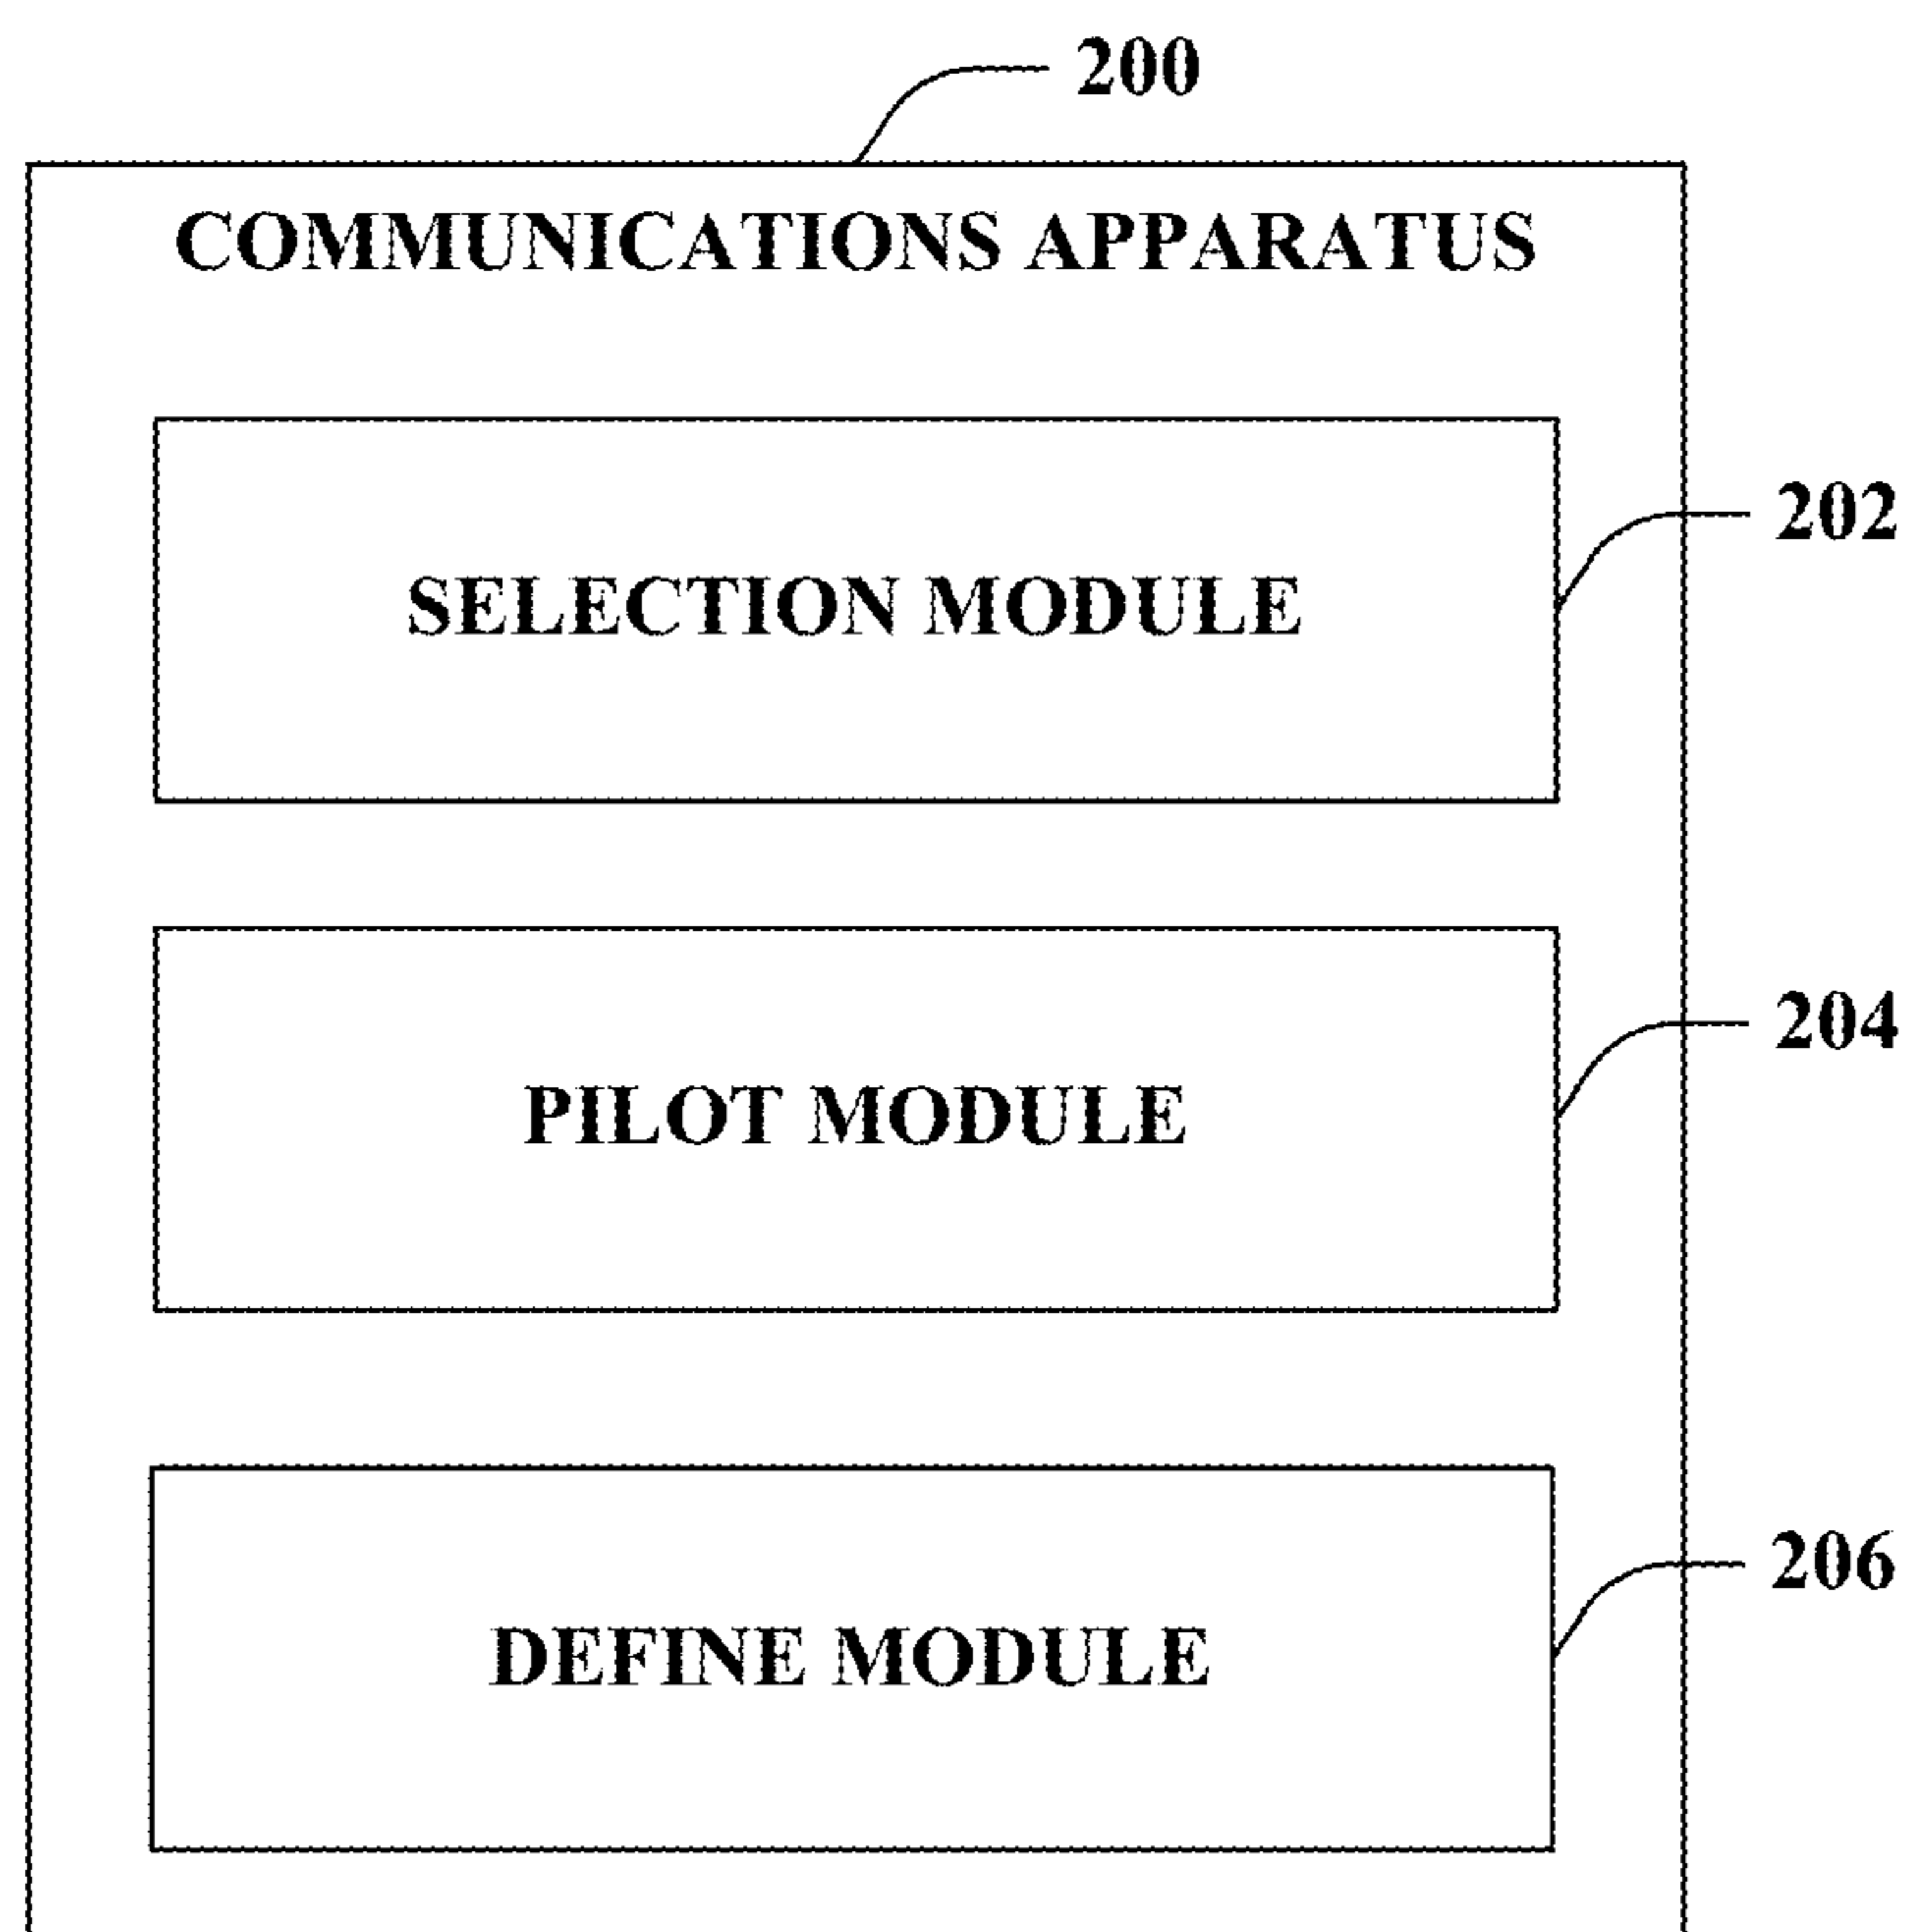 200
COMMUNICATIONS APPARATUS
202
SELECTION MODULE
204
PILOT MODULE
206
DEFINE MODULE